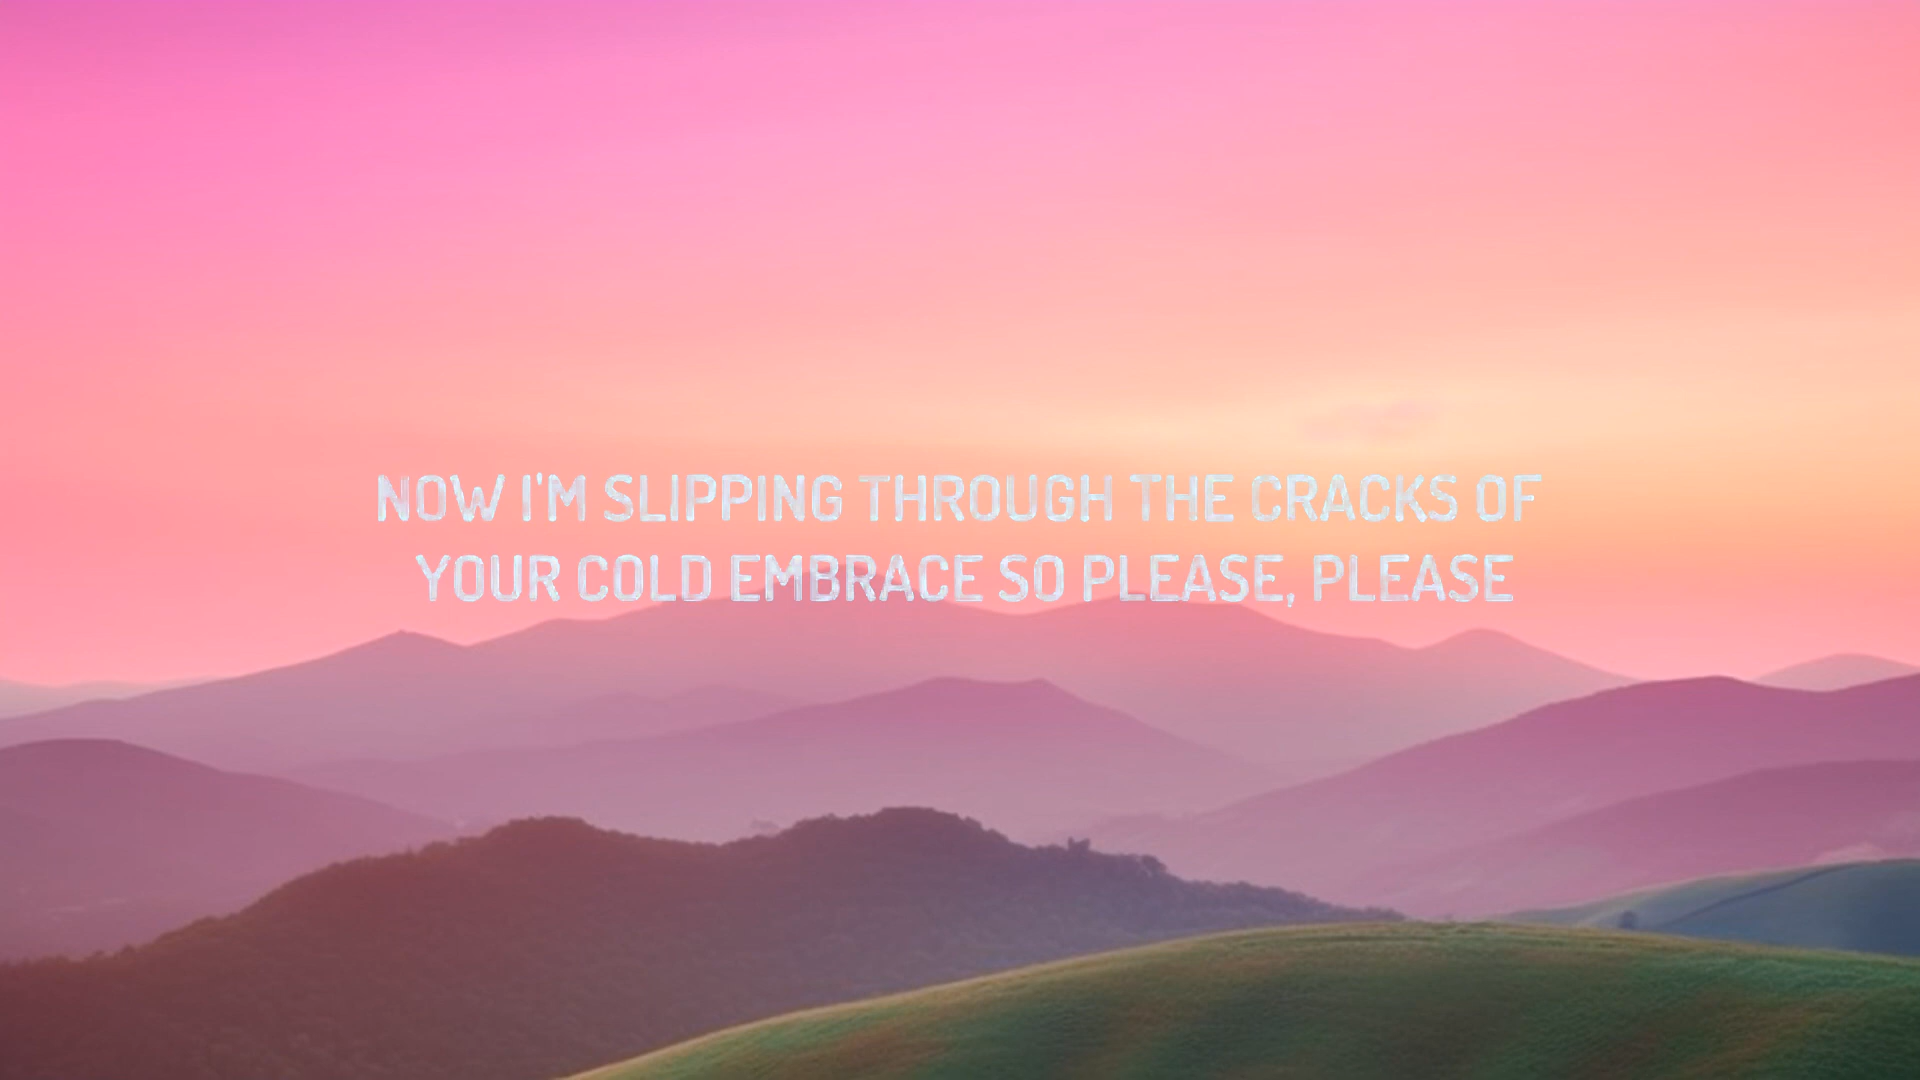 NOW I'M SLIPPING THROUGH THE CRACKS OF
YOUR COLD EMBRACE SO PLEASE, PLEASE